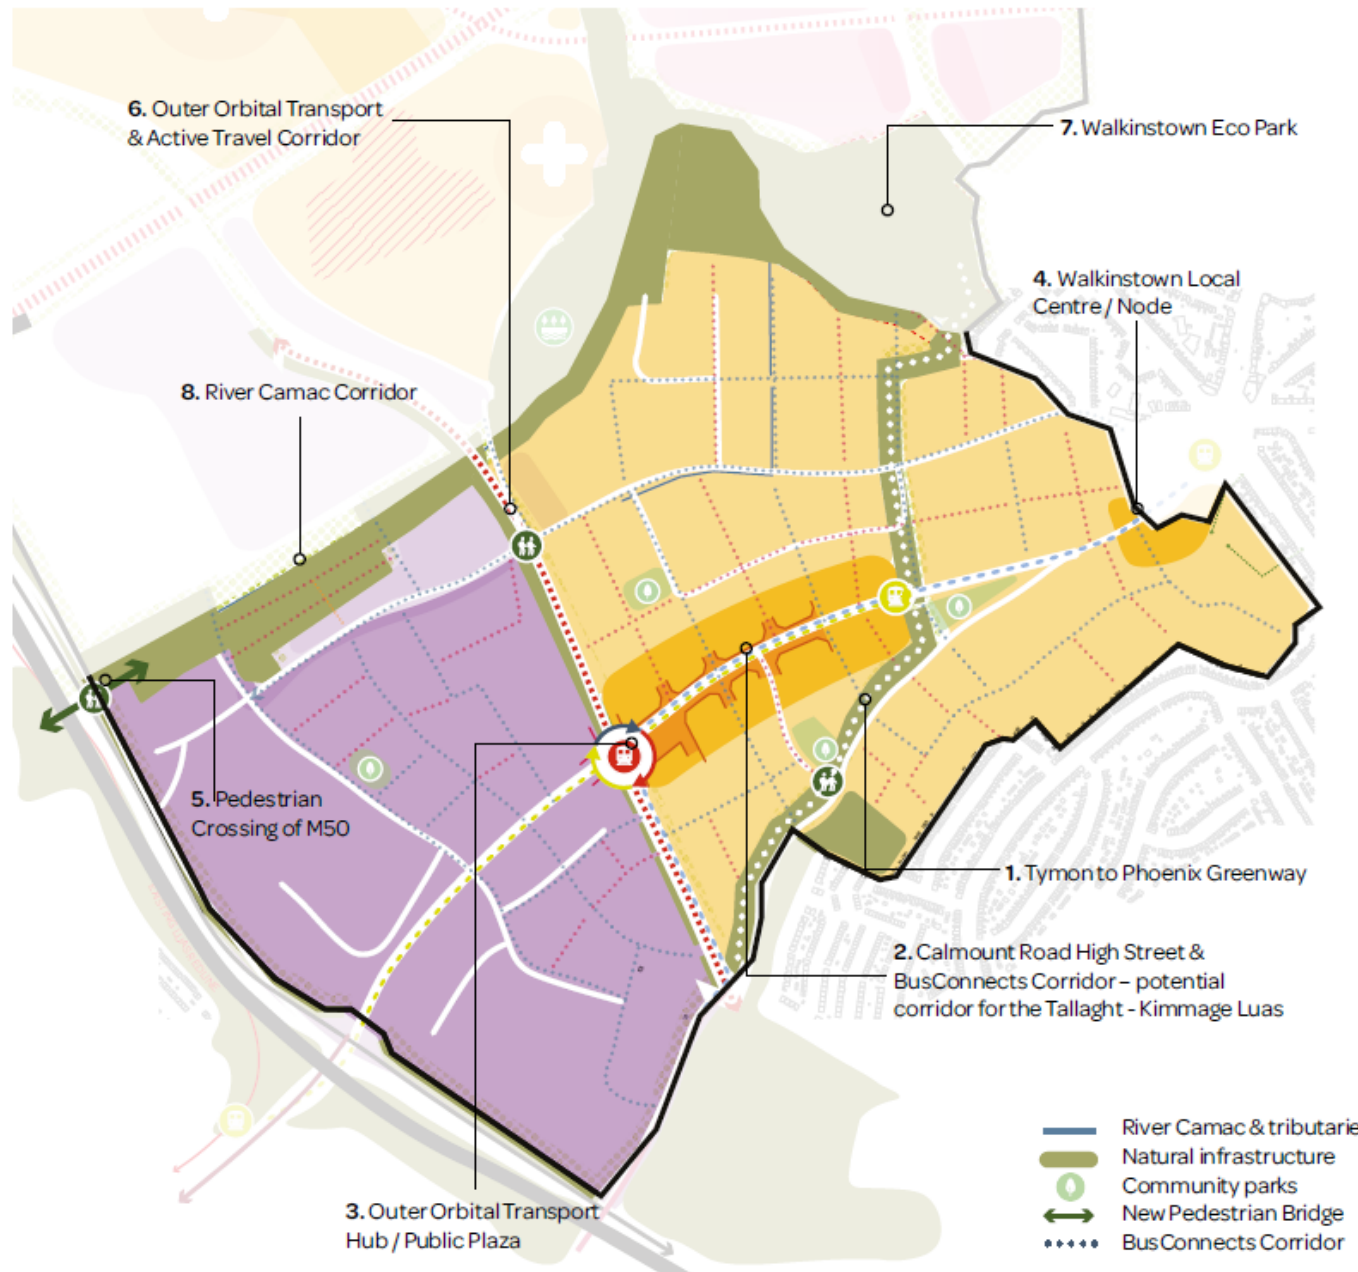 6. Outer Orbital Transport
& Active Travel Corridor
7. Walkinstown Eco Park
4. Walkinstown Local
Centre / Node
8. River Camac Corridor
5. Pedestrian
Crossing of M50
1. Tymon to Phoenix Greenway
2. Calmount Road High Street &
BusConnects Corridor – potential
corridor for the Tallaght - Kimmage Luas
3. Outer Orbital Transport
Hub / Public Plaza
River Camac & tributarie
Natural infrastructure
Community parks
New Pedestrian Bridge
BusConnects Corridor